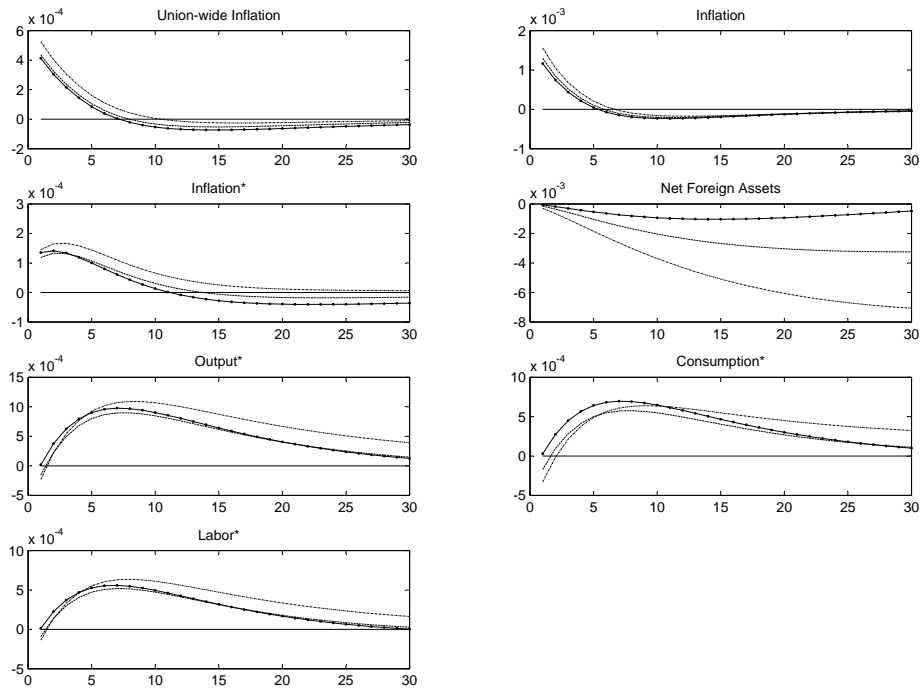 Union-wide Inflation
x 10^-4
6
4
2
0
-2
0 5 10 15 20 25 30
Inflation
x 10^-3
2
1
0
-1
0 5 10 15 20 25 30
Inflation*
x 10^-4
3
2
1
0
-1
0 5 10 15 20 25 30
Net Foreign Assets
x 10^-3
0
-2
-4
-6
-8
0 5 10 15 20 25 30
Output*
x 10^-4
15
10
5
0
-5
0 5 10 15 20 25 30
Consumption*
x 10^-4
10
5
0
-5
0 5 10 15 20 25 30
Labor*
x 10^-4
10
5
0
-5
0 5 10 15 20 25 30